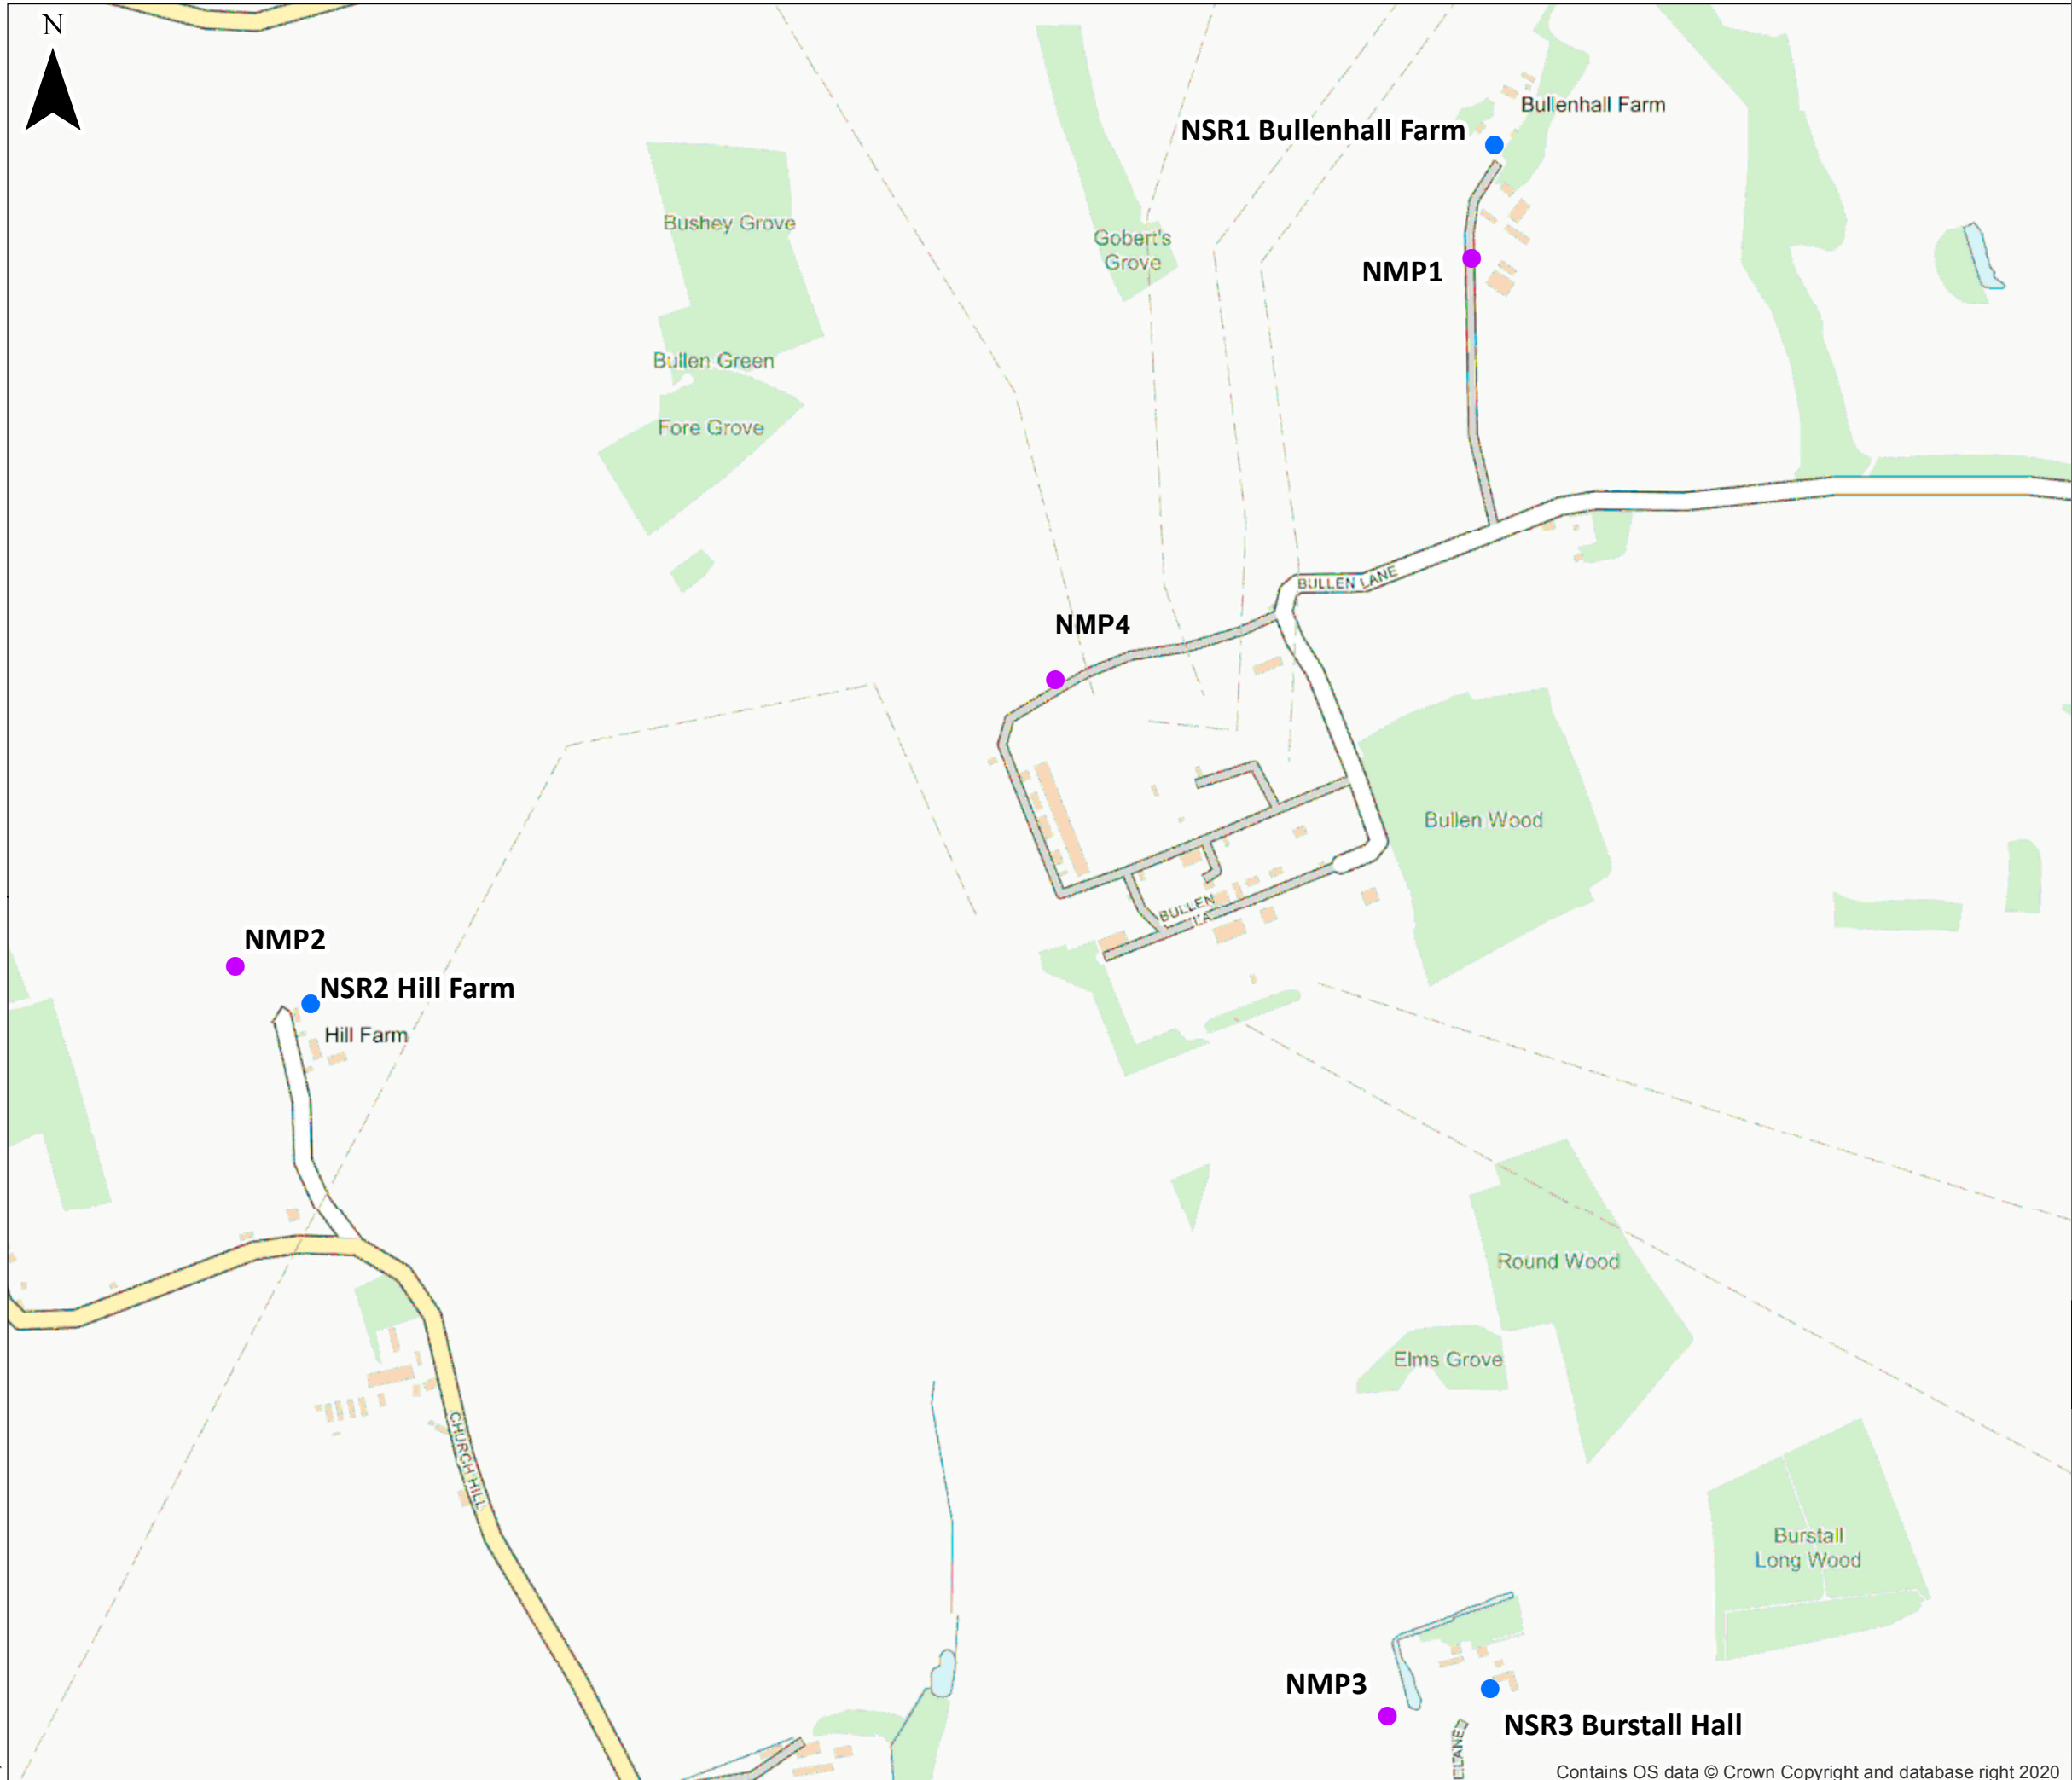 N
Bullenhall Farm
NSR1 Bullenhall Farm
Bushey Grove
Gobert's
Grove
NMP1
Bullen Green
Fore Grove
BULLEN LANE
NMP4
Bullen Wood
BULLEN
LA
NMP2
NSR2 Hill Farm
Hill Farm
Round Wood
Elms Grove
CHURCH HILL
Burstall
Long Wood
NMP3
NSR3 Burstall Hall
LANE
Contains OS data © Crown Copyright and database right 2020